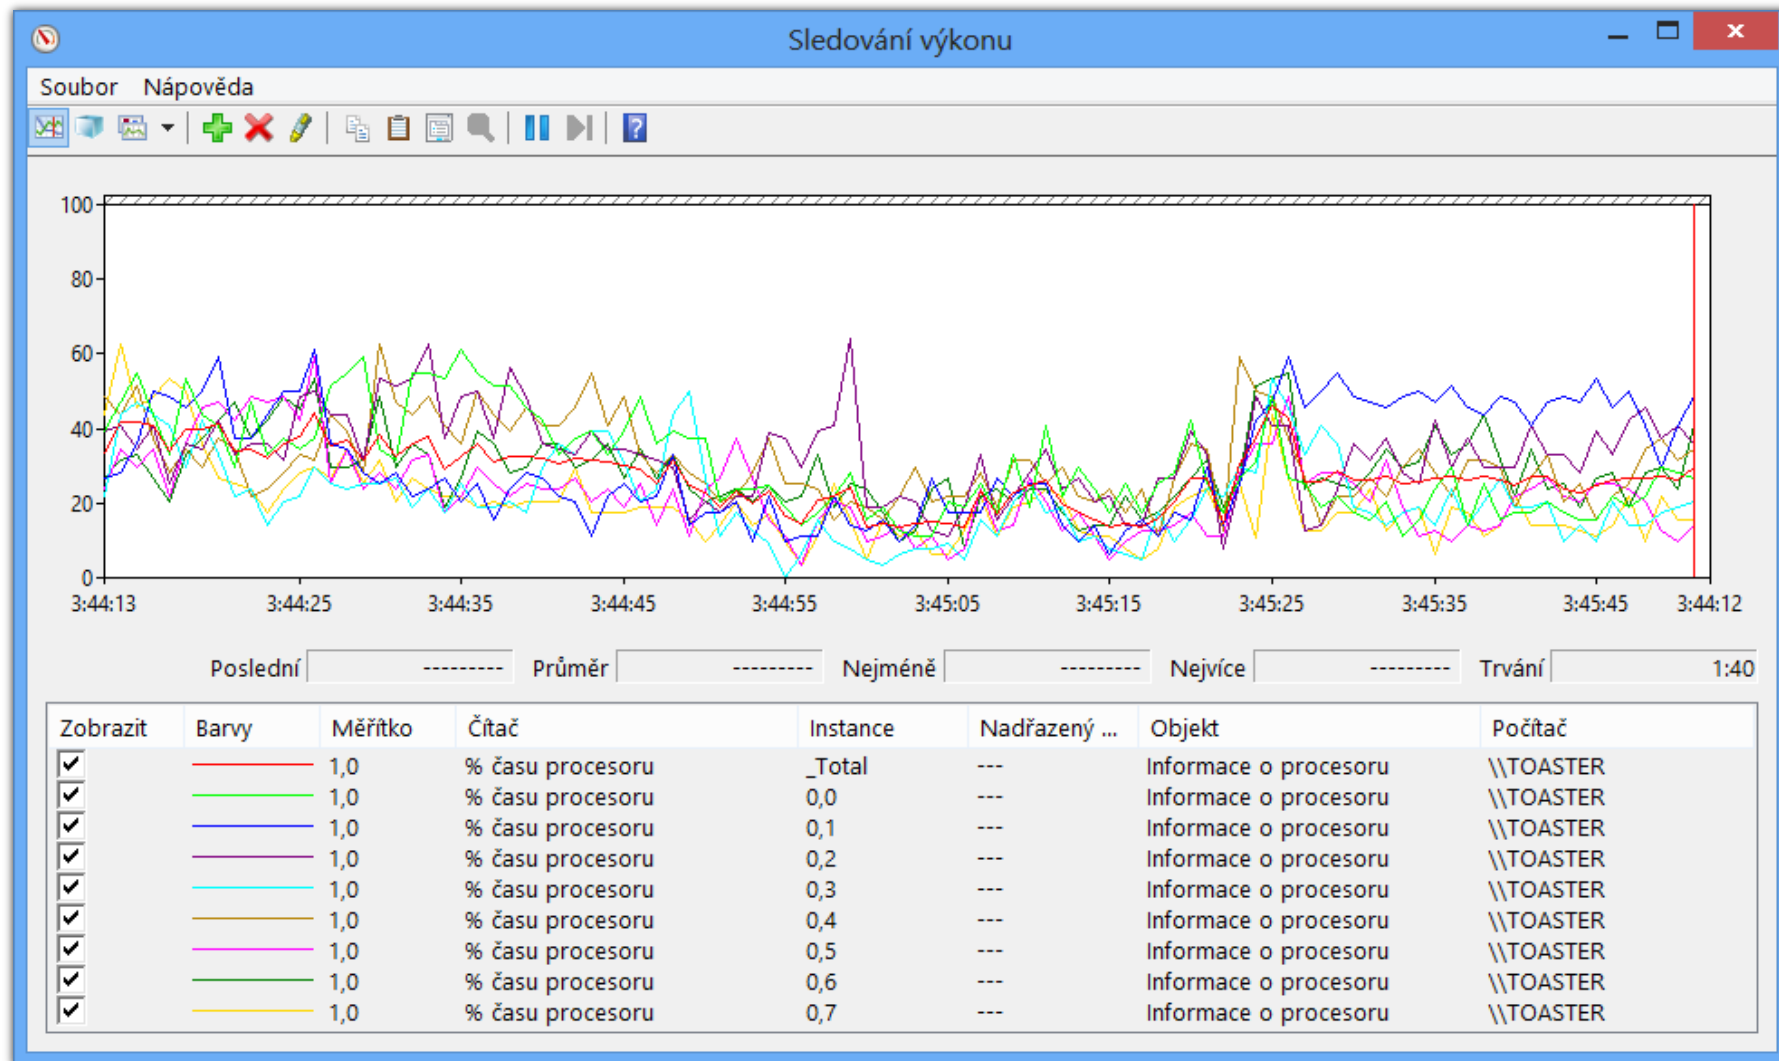 Sledování výkonu
Soubor Nápověda
100
80
60
40
20
0
3:44:13 3:44:25 3:44:35 3:44:45 3:44:55 3:45:05 3:45:15 3:45:25 3:45:35 3:45:45 3:44:12
Poslední --------- Průměr --------- Nejméně --------- Nejvíce --------- Trvání 1:40
Zobrazit Barvy Měřítko Čítač Instance Nadřazený ... Objekt Počítač
1,0 % času procesoru _Total --- Informace o procesoru \\TOASTER
1,0 % času procesoru 0,0 --- Informace o procesoru \\TOASTER
1,0 % času procesoru 0,1 --- Informace o procesoru \\TOASTER
1,0 % času procesoru 0,2 --- Informace o procesoru \\TOASTER
1,0 % času procesoru 0,3 --- Informace o procesoru \\TOASTER
1,0 % času procesoru 0,4 --- Informace o procesoru \\TOASTER
1,0 % času procesoru 0,5 --- Informace o procesoru \\TOASTER
1,0 % času procesoru 0,6 --- Informace o procesoru \\TOASTER
1,0 % času procesoru 0,7 --- Informace o procesoru \\TOASTER